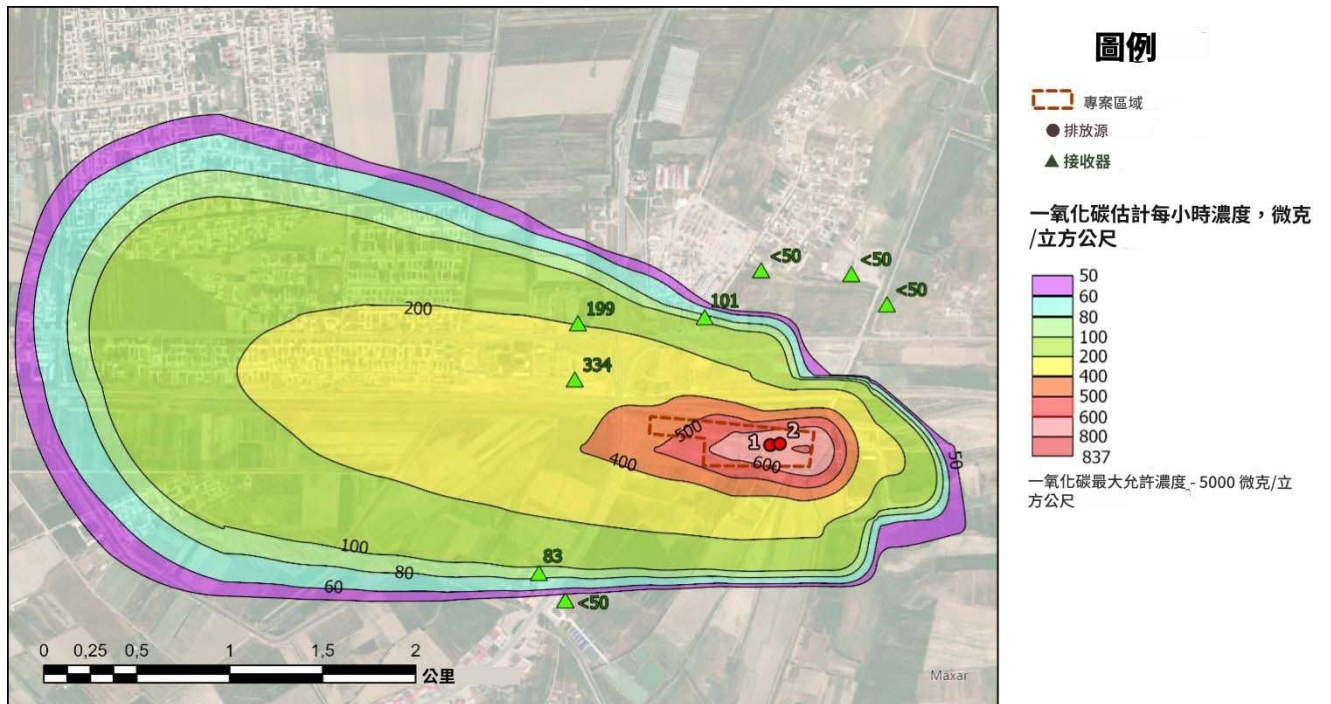 圖例
專案區域
排放源
接收器
一氧化碳估計每小時濃度，微克
/立方公尺
50
60
80
100
200
400
500
600
800
837
一氧化碳最大允許濃度 - 5000 微克/立
方公尺
<50
<50
<50
101
199
200
334
500
1
2
400
600
50
100
80
60
83
<50
0 0,25 0,5 1 1,5 2
公里
Maxar